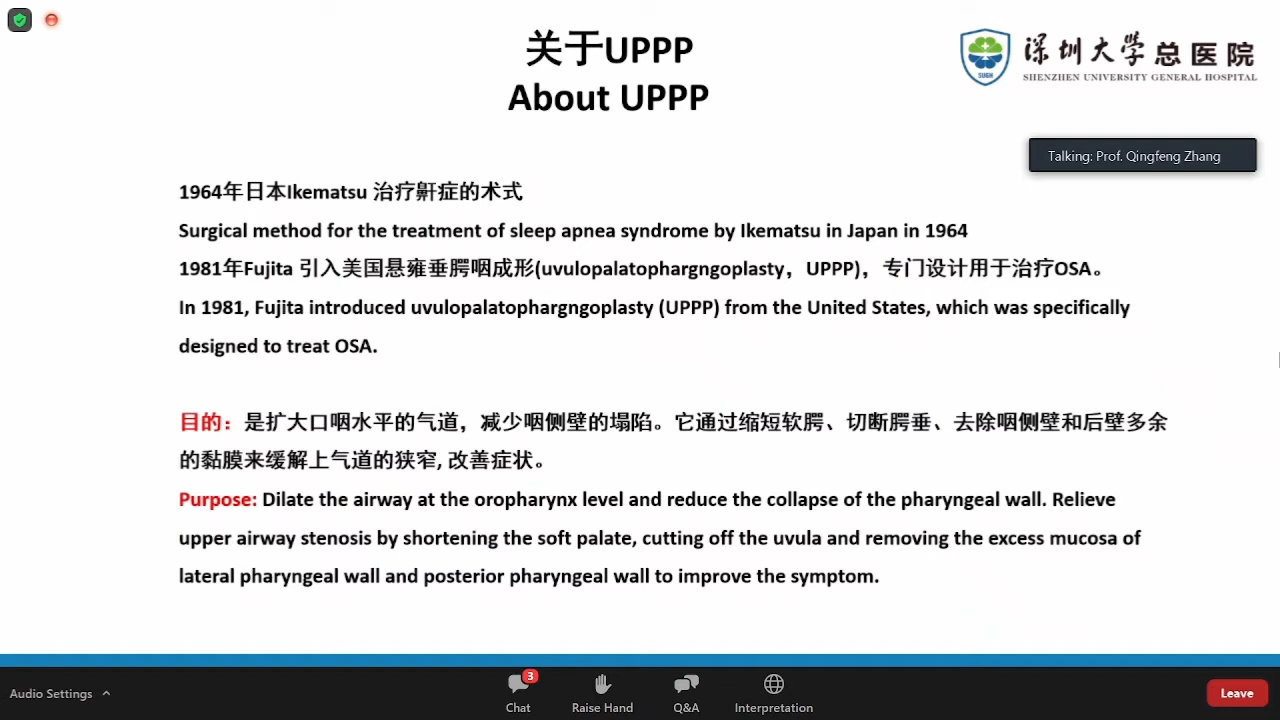 关于UPPP
About UPPP
深圳大学总医院
SHENZHEN UNIVERSITY GENERAL HOSPITAL
SUGH
Talking: Prof. Qingfeng Zhang
1964年日本Ikematsu 治疗鼾症的术式
Surgical method for the treatment of sleep apnea syndrome by Ikematsu in Japan in 1964
1981年Fujita 引入美国悬雍垂腭咽成形(uvulopalatophargngoplasty，UPPP)，专门设计用于治疗OSA。
In 1981, Fujita introduced uvulopalatophargngoplasty (UPPP) from the United States, which was specifically
designed to treat OSA.
目的：是扩大口咽水平的气道，减少咽侧壁的塌陷。它通过缩短软腭、切断腭垂、去除咽侧壁和后壁多余
的黏膜来缓解上气道的狭窄, 改善症状。
Purpose: Dilate the airway at the oropharynx level and reduce the collapse of the pharyngeal wall. Relieve
upper airway stenosis by shortening the soft palate, cutting off the uvula and removing the excess mucosa of
lateral pharyngeal wall and posterior pharyngeal wall to improve the symptom.
Audio Settings
3
Chat
Raise Hand
Q&A
Interpretation
Leave